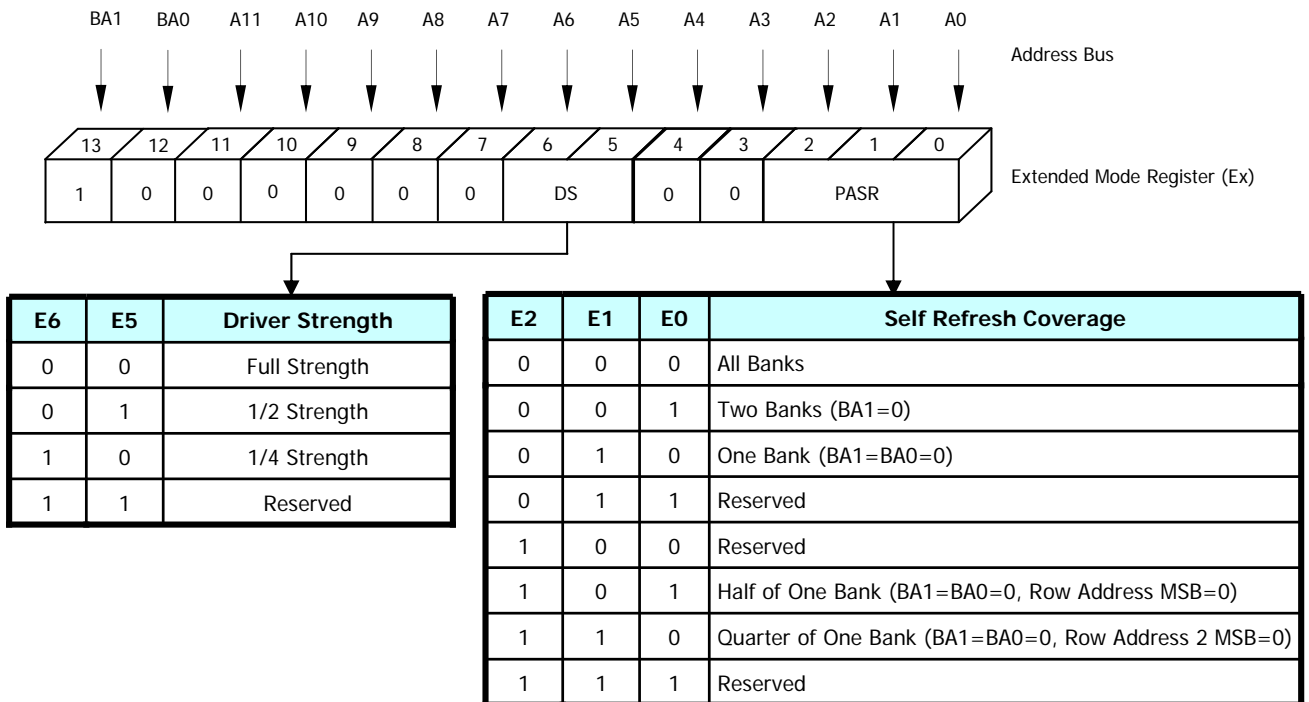 BA1 BA0 A11 A10 A9 A8 A7 A6 A5 A4 A3 A2 A1 A0
Address Bus
13 12 11 10 9 8 7 6 5 4 3 2 1 0
1 0 0 0 0 0 0 DS 0 0 PASR
Extended Mode Register (Ex)
E6 E5 Driver Strength
0 0 Full Strength
0 1 1/2 Strength
1 0 1/4 Strength
1 1 Reserved
E2 E1 E0 Self Refresh Coverage
0 0 0 All Banks
0 0 1 Two Banks (BA1=0)
0 1 0 One Bank (BA1=BA0=0)
0 1 1 Reserved
1 0 0 Reserved
1 0 1 Half of One Bank (BA1=BA0=0, Row Address MSB=0)
1 1 0 Quarter of One Bank (BA1=BA0=0, Row Address 2 MSB=0)
1 1 1 Reserved